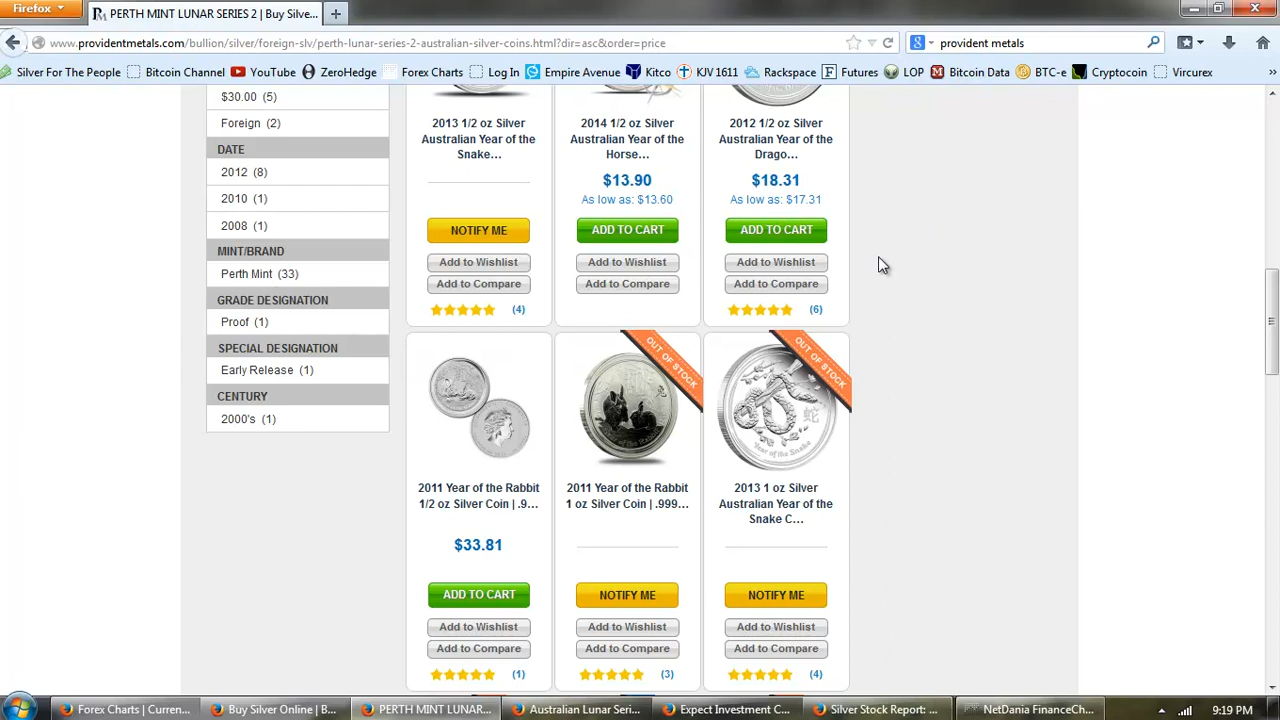 Firefox
PERTH MINT LUNAR SERIES 2 | Buy Silve...
www.providentmetals.com/bullion/silver/foreign-slv/perth-lunar-series-2-australian-silver-coins.html?dir=asc&order=price
provident metals
Silver For The People
Bitcoin Channel
YouTube
ZeroHedge
Forex Charts
Log In
Empire Avenue
Kitco
KJV 1611
Rackspace
Futures
LOP
Bitcoin Data
BTC-e
Cryptocoin
Vircurex
»
$30.00 (5)
Foreign (2)
DATE
2012 (8)
2010 (1)
2008 (1)
MINT/BRAND
Perth Mint (33)
GRADE DESIGNATION
Proof (1)
SPECIAL DESIGNATION
Early Release (1)
CENTURY
2000's (1)
2013 1/2 oz Silver
Australian Year of the
Snake...
NOTIFY ME
Add to Wishlist
Add to Compare
(4)
2014 1/2 oz Silver
Australian Year of the
Horse...
$13.90
As low as: $13.60
ADD TO CART
Add to Wishlist
Add to Compare
2012 1/2 oz Silver
Australian Year of the
Drago...
$18.31
As low as: $17.31
ADD TO CART
Add to Wishlist
Add to Compare
(6)
2011 Year of the Rabbit
1/2 oz Silver Coin | .9...
$33.81
ADD TO CART
Add to Wishlist
Add to Compare
(1)
OUT OF STOCK
2011 Year of the Rabbit
1 oz Silver Coin | .999...
NOTIFY ME
Add to Wishlist
Add to Compare
(3)
OUT OF STOCK
蛇
Year of the Snake
2013 1 oz Silver
Australian Year of the
Snake C...
NOTIFY ME
Add to Wishlist
Add to Compare
(4)
Forex Charts | Curren...
Buy Silver Online | B...
PERTH MINT LUNAR...
Australian Lunar Seri...
Expect Investment C...
Silver Stock Report: ...
NetDania FinanceCh...
9:19 PM